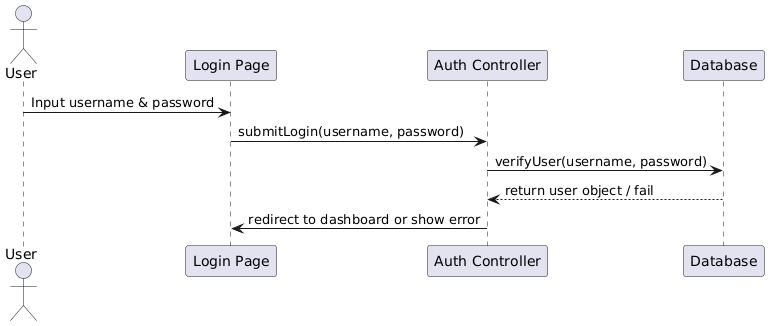 User
Login Page
Auth Controller
Database
Input username & password
submitLogin(username, password)
verifyUser(username, password)
return user object / fail
redirect to dashboard or show error
User
Login Page
Auth Controller
Database